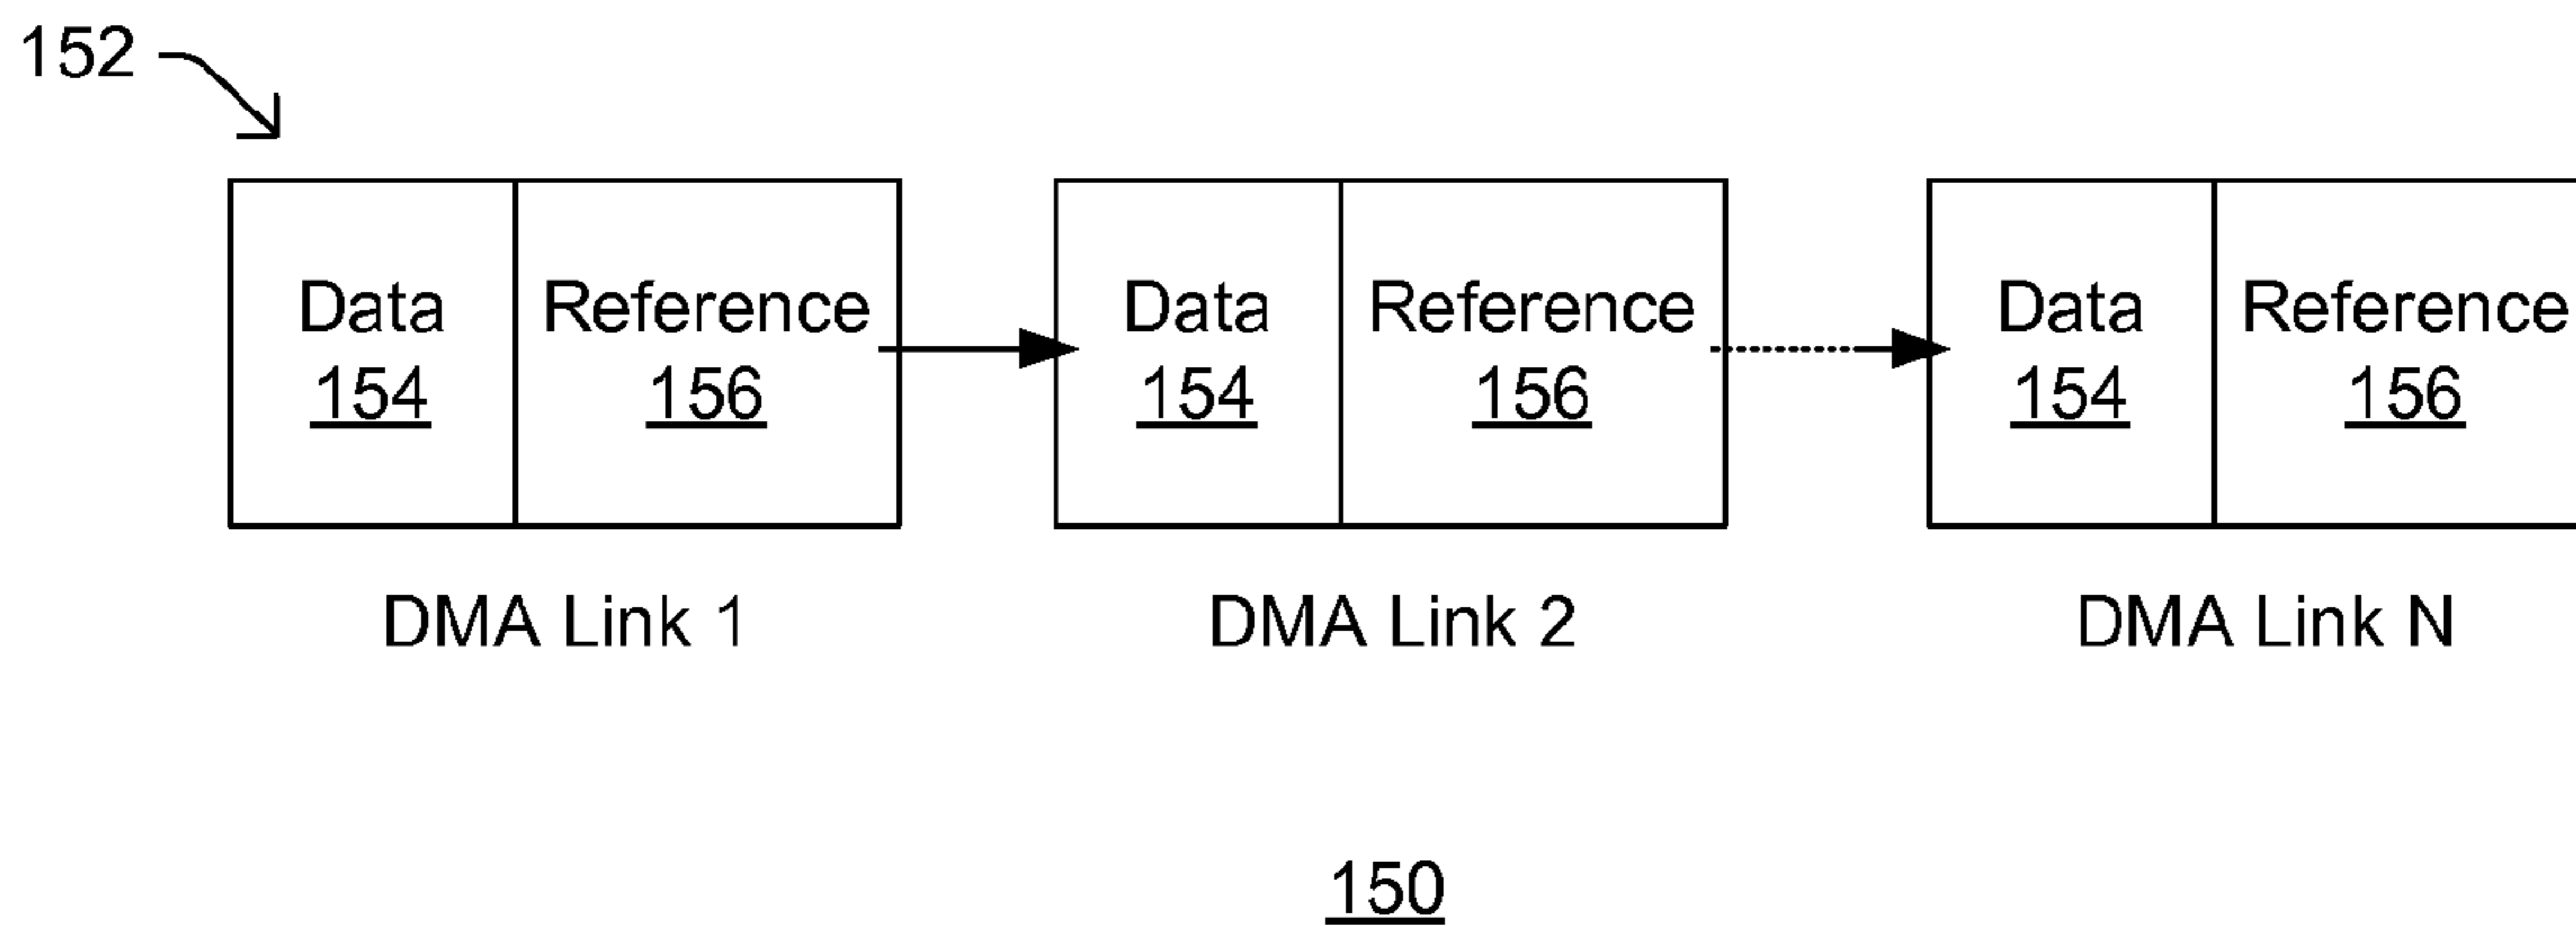 152
Data Reference Data Reference Data Reference
154 156 154 156 154 156
DMA Link 1 DMA Link 2 DMA Link N
150